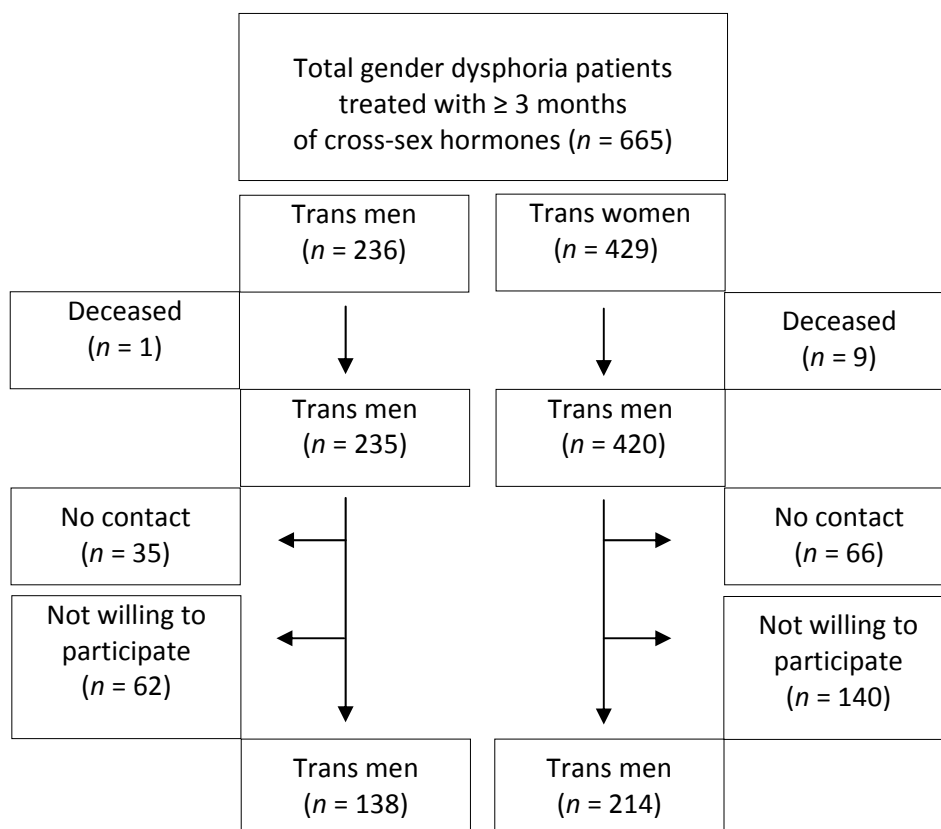 Total gender dysphoria patients
treated with ≥ 3 months
of cross-sex hormones (n = 665)
Trans men
(n = 236)
Trans women
(n = 429)
Deceased
(n = 1)
Deceased
(n = 9)
Trans men
(n = 235)
Trans men
(n = 420)
No contact
(n = 35)
No contact
(n = 66)
Not willing to
participate
(n = 62)
Not willing to
participate
(n = 140)
Trans men
(n = 138)
Trans men
(n = 214)